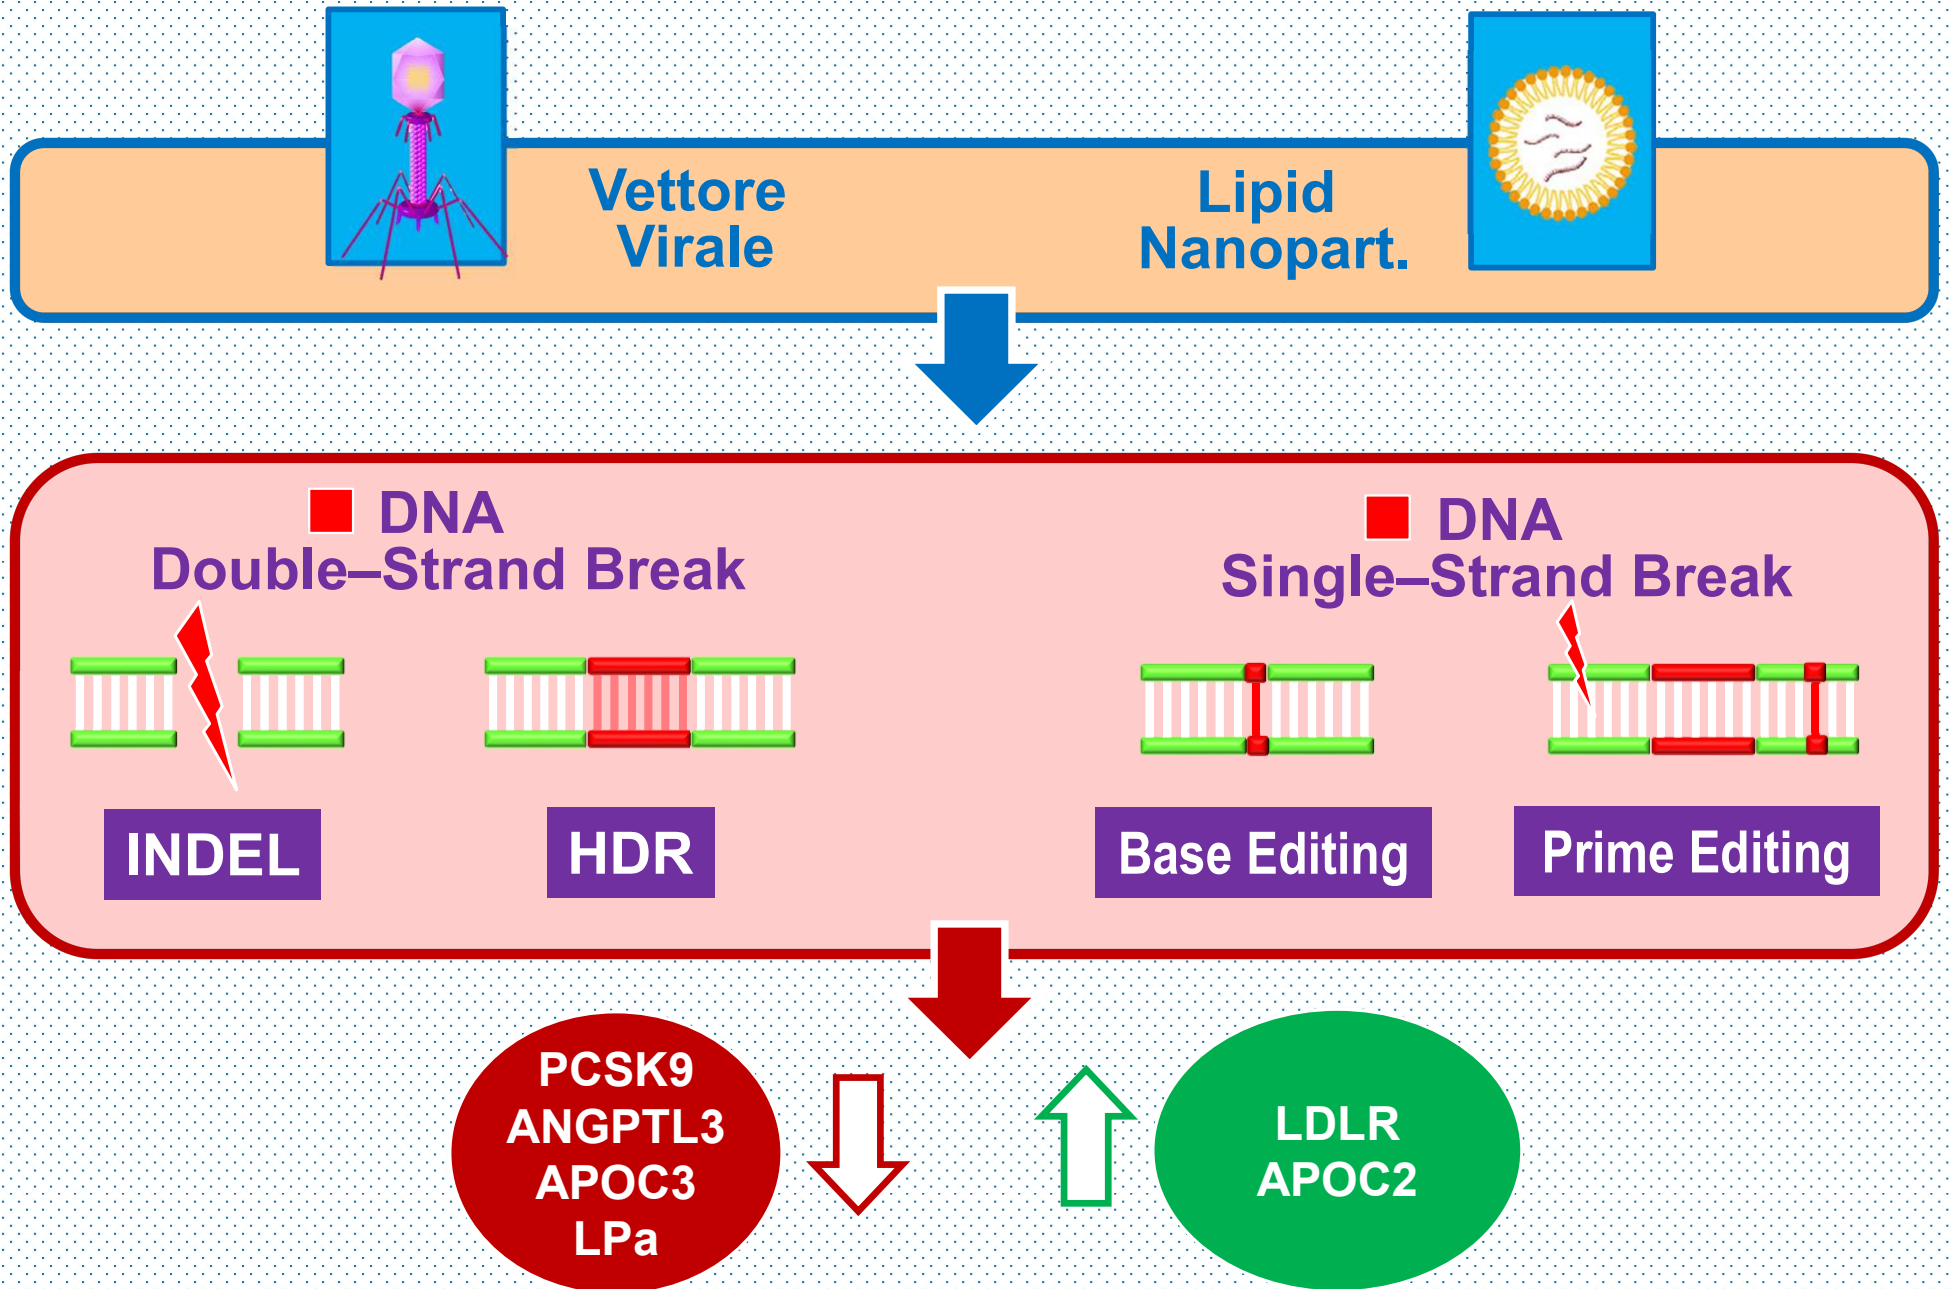 Vettore
Virale
Lipid
Nanopart.
DNA
Double–Strand Break
DNA
Single–Strand Break
INDEL
HDR
Base Editing
Prime Editing
PCSK9
ANGPTL3
APOC3
LPa
LDLR
APOC2